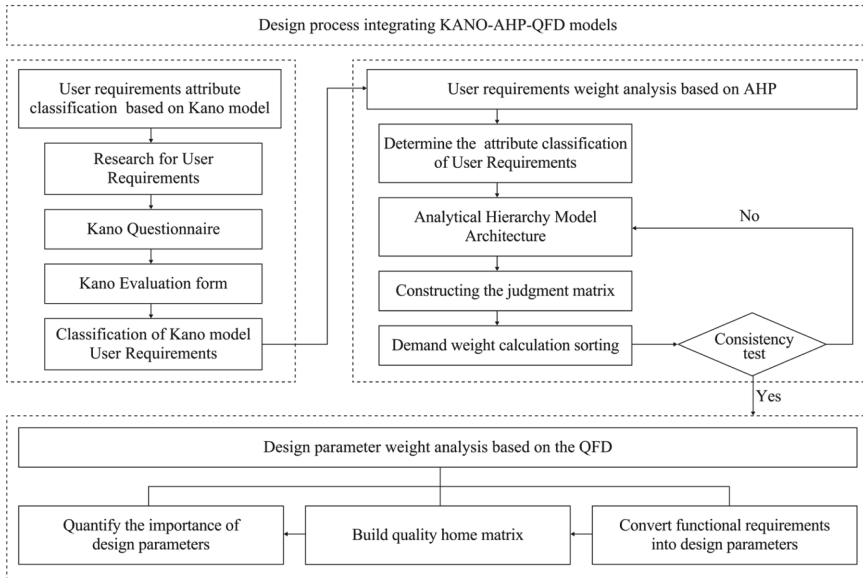 Design process integrating KANO-AHP-QFD models
User requirements attribute
classification based on Kano model
Research for User
Requirements
Kano Questionnaire
Kano Evaluation form
Classification of Kano model
User Requirements
User requirements weight analysis based on AHP
Determine the attribute classification
of User Requirements
Analytical Hierarchy Model
Architecture
Constructing the judgment matrix
Demand weight calculation sorting
Consistency
test
No
Yes
Design parameter weight analysis based on the QFD
Quantify the importance of
design parameters
Build quality home matrix
Convert functional requirements
into design parameters